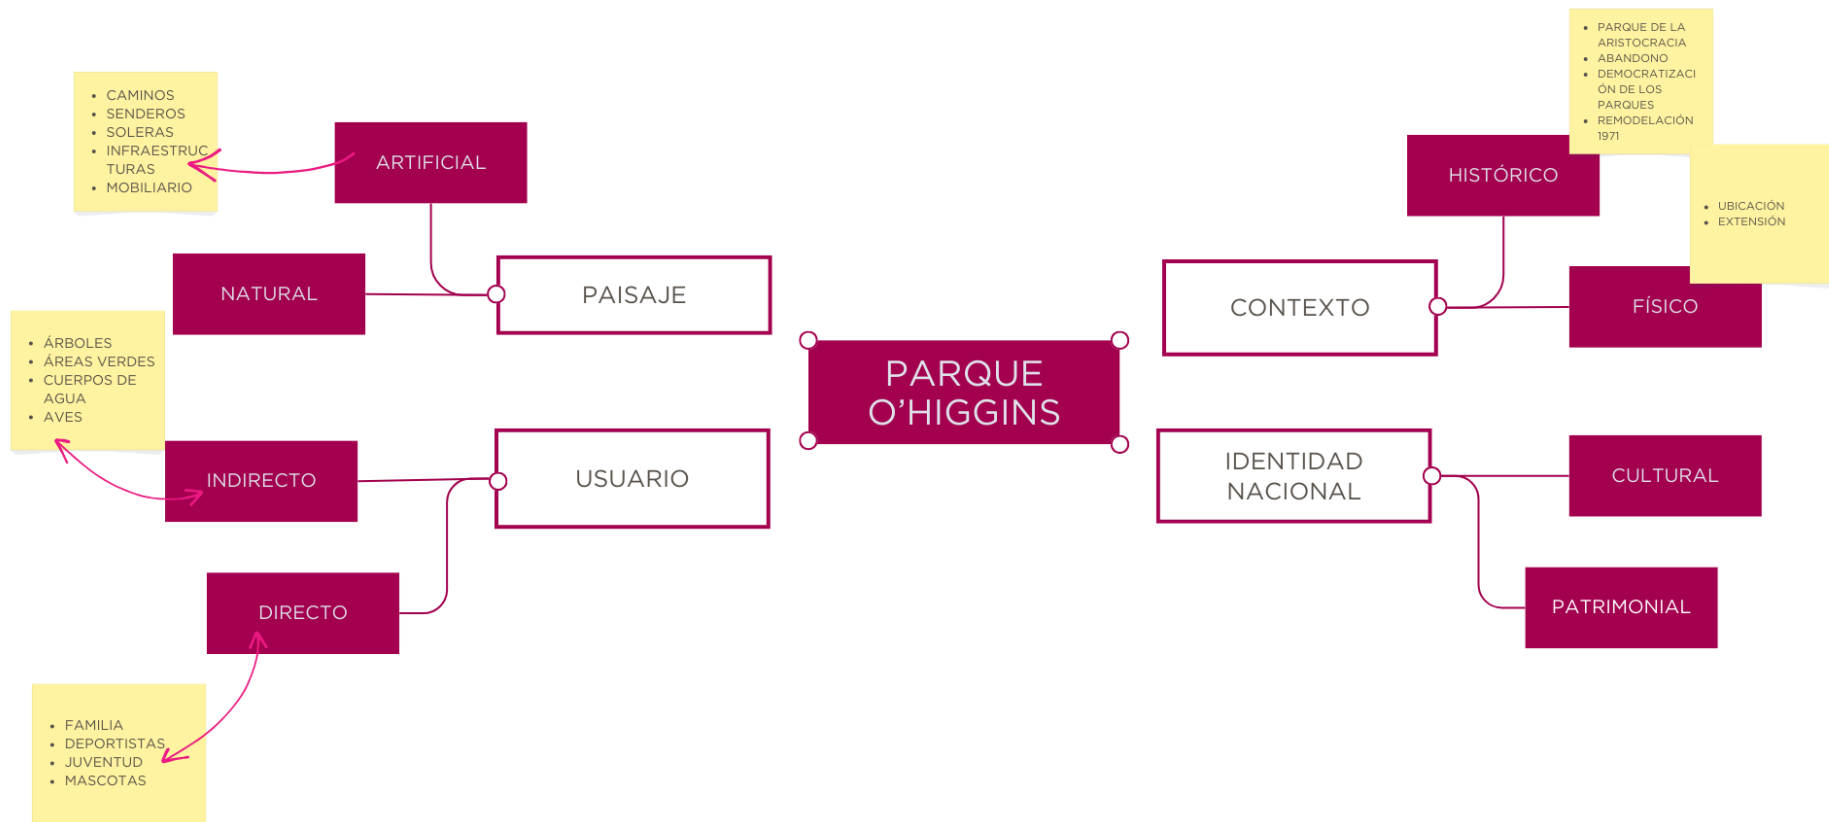 PARQUE DE LA
ARISTOCRACIA
ABANDONO
DEMOCRATIZACI
ÓN DE LOS
PARQUES
REMODELACIÓN
1971
CAMINOS
SENDEROS
SOLERAS
INFRAESTRUC
TURAS
MOBILIARIO
ARTIFICIAL
HISTÓRICO
UBICACIÓN
EXTENSIÓN
NATURAL
PAISAJE
CONTEXTO
FÍSICO
ÁRBOLES
ÁREAS VERDES
CUERPOS DE
AGUA
AVES
PARQUE
O’HIGGINS
INDIRECTO
USUARIO
IDENTIDAD
NACIONAL
CULTURAL
DIRECTO
PATRIMONIAL
FAMILIA
DEPORTISTAS
JUVENTUD
MASCOTAS